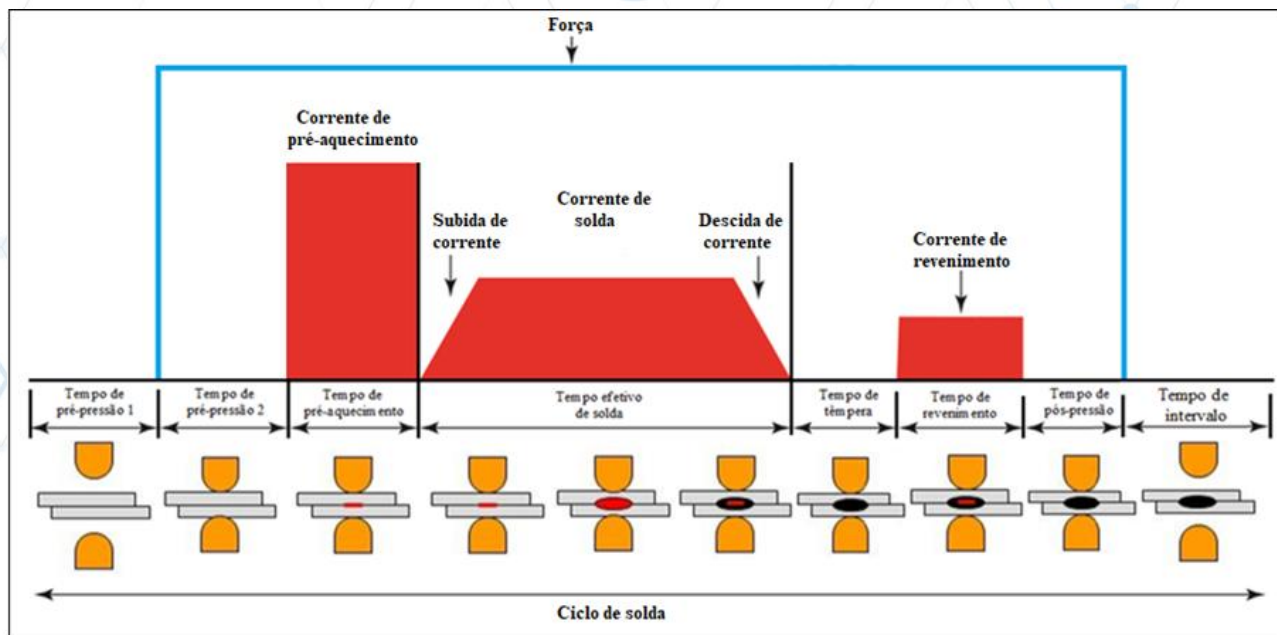 Força
Corrente de
pré-aquecimento
Subida de
corrente
Corrente de
solda
Descida de
corrente
Corrente de
revenimento
Tempo de
pré-pressão 1
Tempo de
pré-pressão 2
Tempo de
pré-aquecimento
Tempo efetivo
de solda
Tempo de
têmpera
Tempo de
revenimento
Tempo de
pós-pressão
Tempo de
intervalo
Ciclo de solda